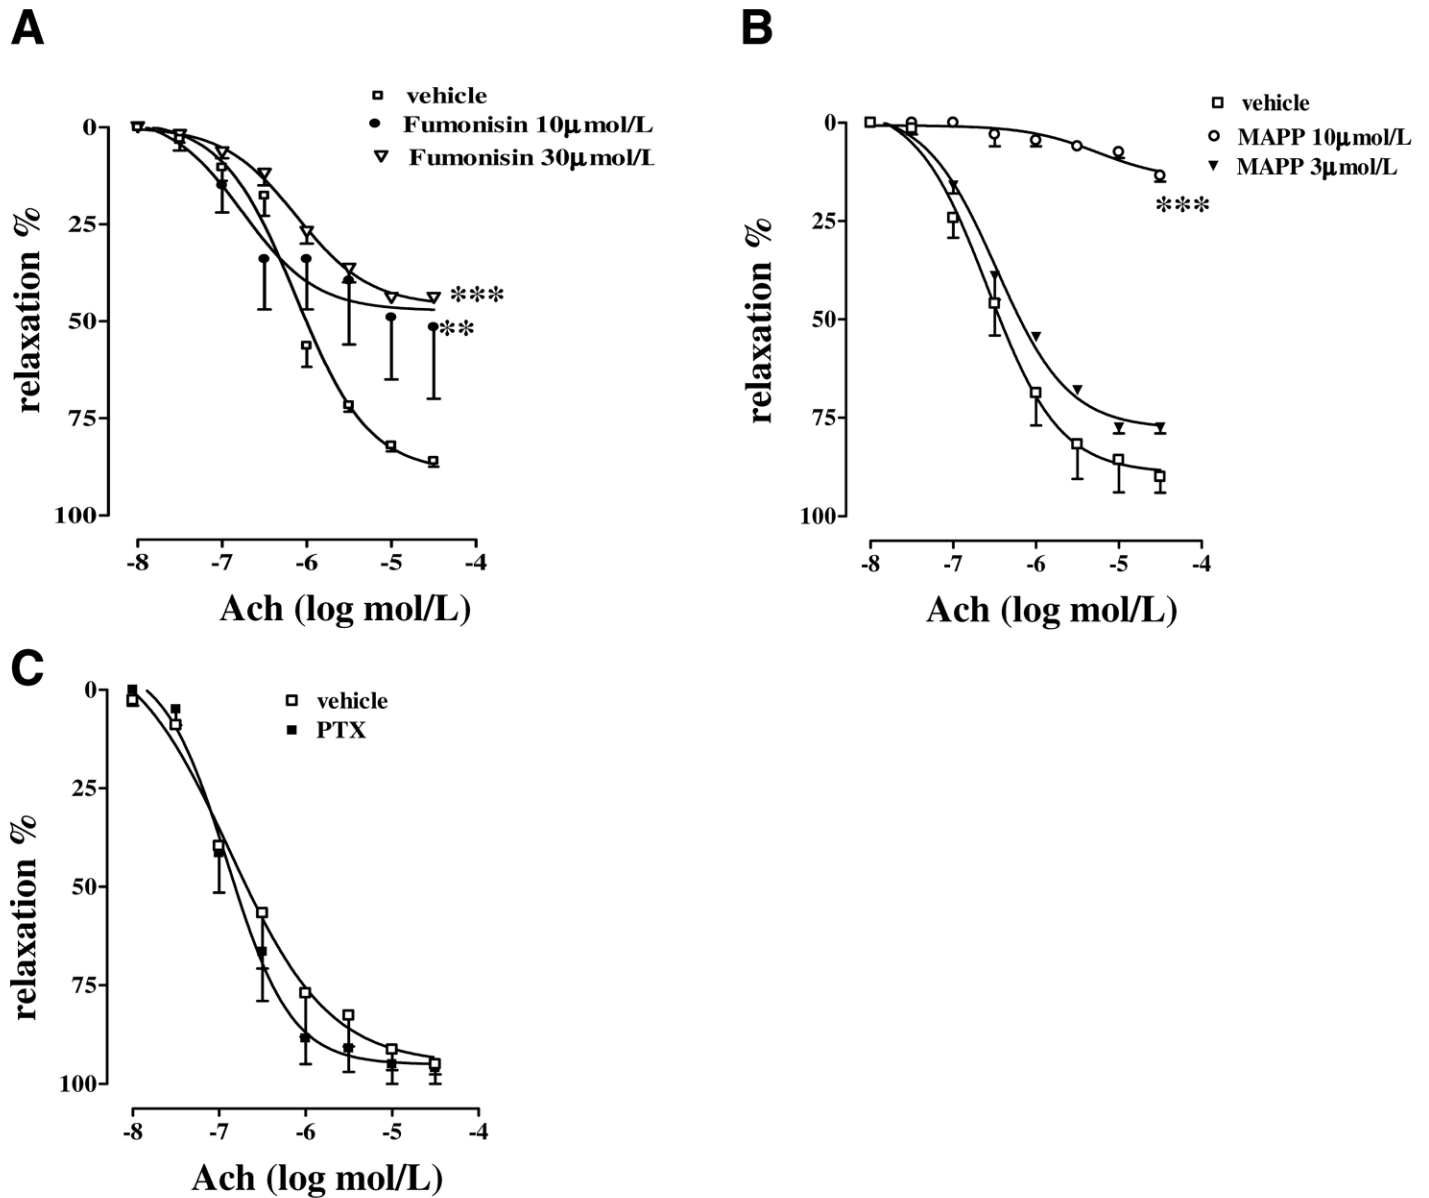 A
vehicle
Fumonisin 10μmol/L
Fumonisin 30μmol/L
0
25
50
75
100
relaxation %
***
**
-8 -7 -6 -5 -4
Ach (log mol/L)
B
vehicle
MAPP 10μmol/L
MAPP 3μmol/L
0
25
50
75
100
relaxation %
***
-8 -7 -6 -5 -4
Ach (log mol/L)
C
vehicle
PTX
0
25
50
75
100
relaxation %
-8 -7 -6 -5 -4
Ach (log mol/L)